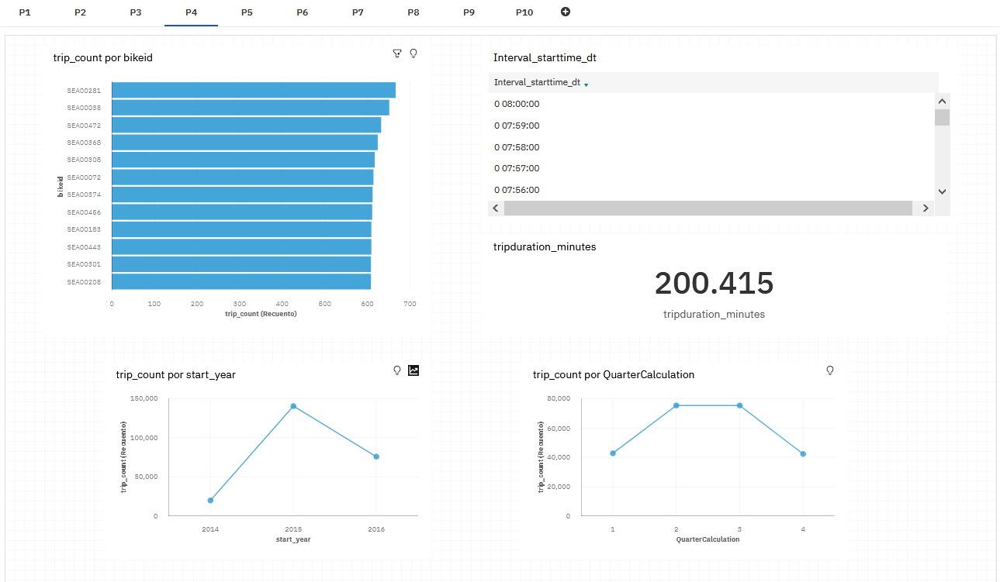 P1 P2 P3 P4 P5 P6 P7 P8 P9 P10
trip_count por bikeid
bikeid
SEA00281
SEA00035
SEA00472
SEA00368
SEA00308
SEA00072
SEA00374
SEA00456
SEA00183
SEA00443
SEA00301
SEA00205
0 100 200 300 400 500 600 700
trip_count (Recuento)
Interval_starttime_dt
Interval_starttime_dt
0 08:00:00
0 07:59:00
0 07:58:00
0 07:57:00
0 07:56:00
tripduration_minutes
200.415
tripduration_minutes
trip_count por start_year
trip_count (Recuento)
150,000
100,000
50,000
0
2014 2015 2016
start_year
trip_count por QuarterCalculation
trip_count (Recuento)
80,000
60,000
40,000
20,000
0
1 2 3 4
QuarterCalculation